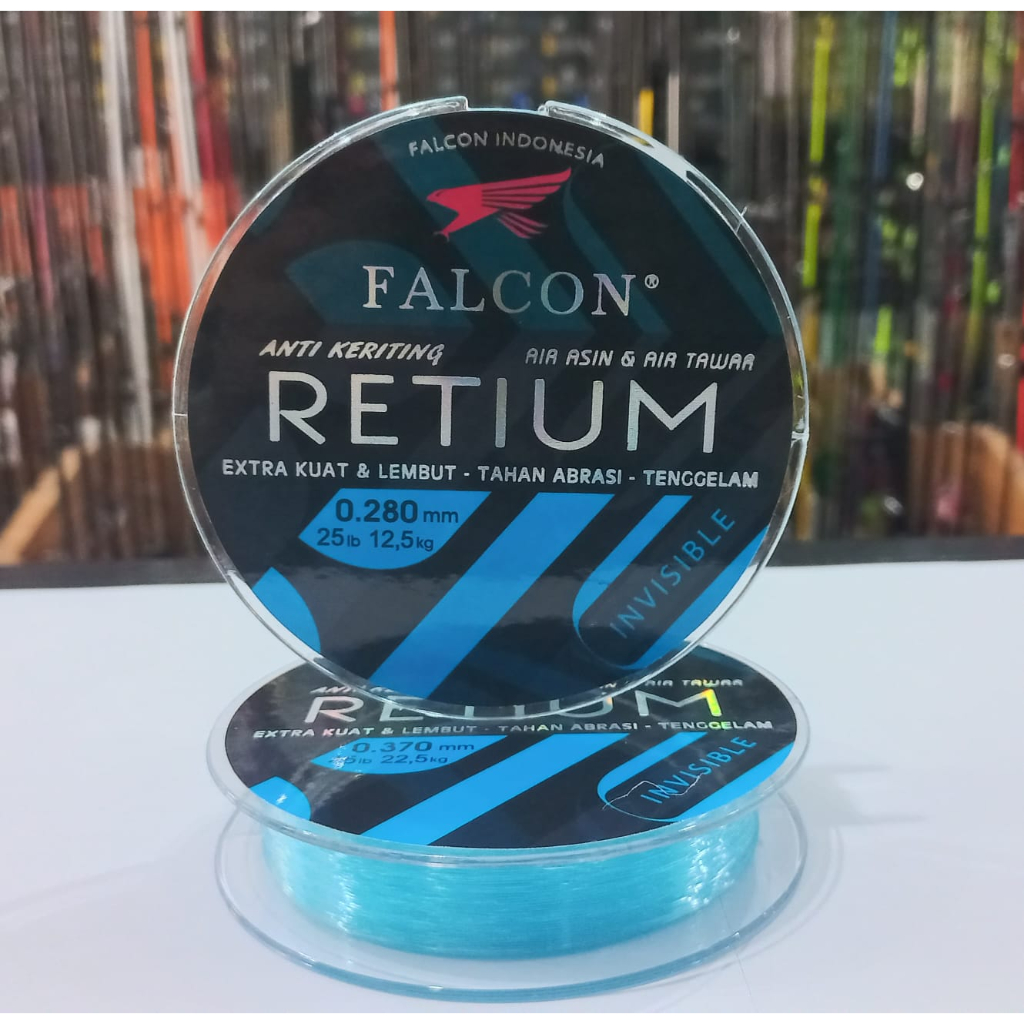 FALCON INDONESIA
FALCON®
ANTI KERITING AIR ASIN & AIR TAWAR
RETIUM
EXTRA KUAT & LEMBUT - TAHAN ABRASI - TENGGELAM
0.280 mm
25 lb 12,5 kg
INVISIBLE
AIR TAWAR
RETIUM
EXTRA KUAT & LEMBUT - TAHAN ABRASI - TENGGELAM
0.370 mm
22,5 kg
INVISIBLE